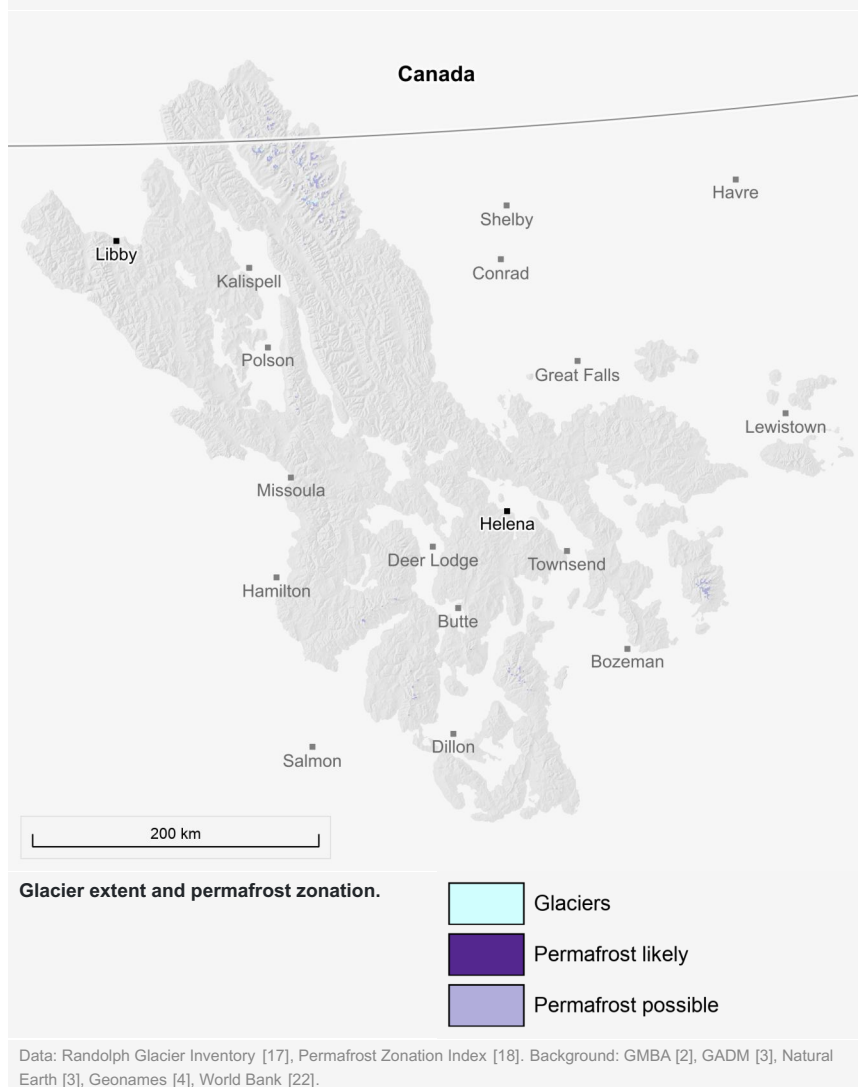 Canada
Havre
Shelby
Libby
Conrad
Kalispell
Polson
Great Falls
Lewistown
Missoula
Helena
Deer Lodge
Townsend
Hamilton
Butte
Bozeman
Dillon
Salmon
200 km
Glacier extent and permafrost zonation.
Glaciers
Permafrost likely
Permafrost possible
Data: Randolph Glacier Inventory [17], Permafrost Zonation Index [18]. Background: GMBA [2], GADM [3], Natural
Earth [3], Geonames [4], World Bank [22].